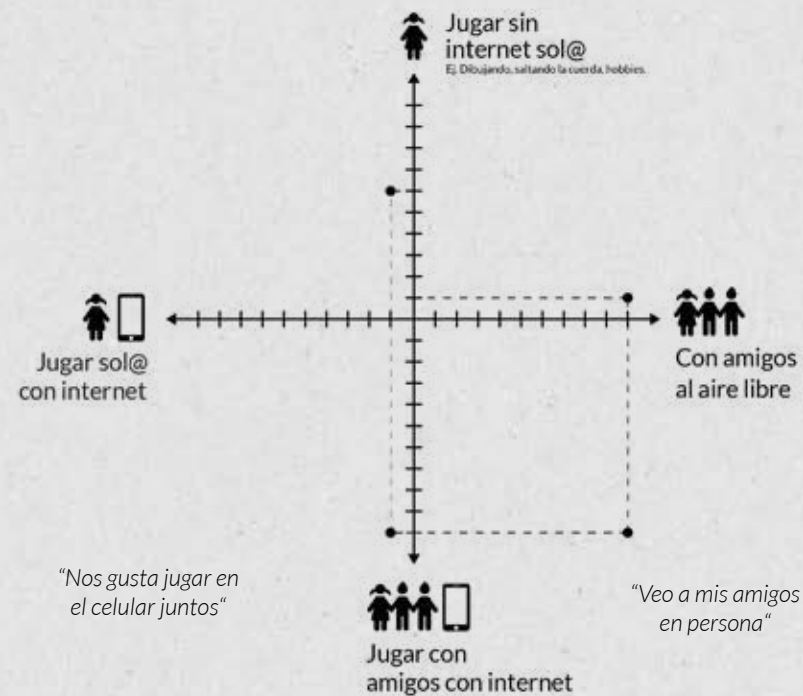 Jugar sin
internet sol@
Ej. Dibujando, saltando la cuerda, hobbies.
Jugar sol@
con internet
Con amigos
al aire libre
“Nos gusta jugar en
el celular juntos“
“Veo a mis amigos
en persona“
Jugar con
amigos con internet